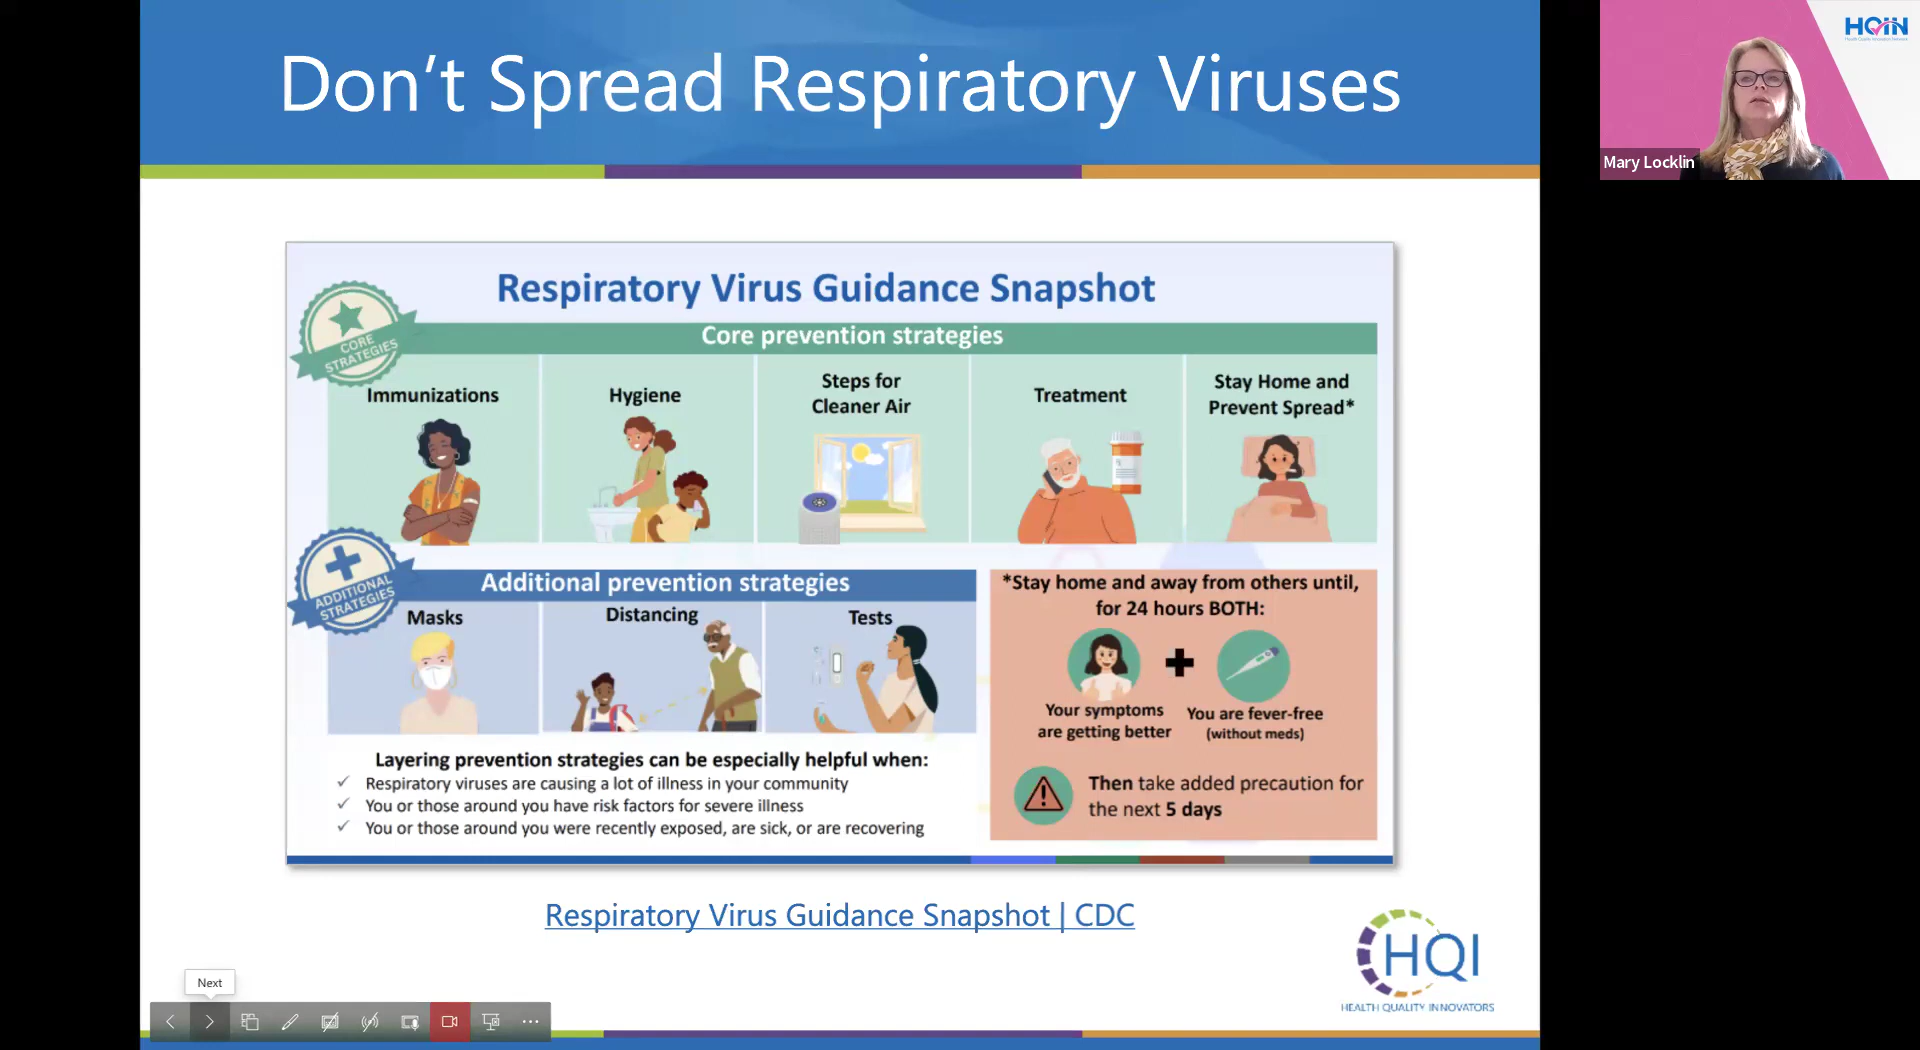 Don't Spread Respiratory Viruses
HQIN
Mary Locklin
Respiratory Virus Guidance Snapshot
CORE
STRATEGIES
Core prevention strategies
Immunizations
Hygiene
Steps for
Cleaner Air
Treatment
Stay Home and
Prevent Spread*
ADDITIONAL
STRATEGIES
Additional prevention strategies
Masks
Distancing
Tests
Layering prevention strategies can be especially helpful when:
✓ Respiratory viruses are causing a lot of illness in your community
✓ You or those around you have risk factors for severe illness
✓ You or those around you were recently exposed, are sick, or are recovering
*Stay home and away from others until,
for 24 hours BOTH:
Your symptoms
are getting better
You are fever-free
(without meds)
Then take added precaution for
the next 5 days
Respiratory Virus Guidance Snapshot | CDC
HQI
HEALTH QUALITY INNOVATORS
Next